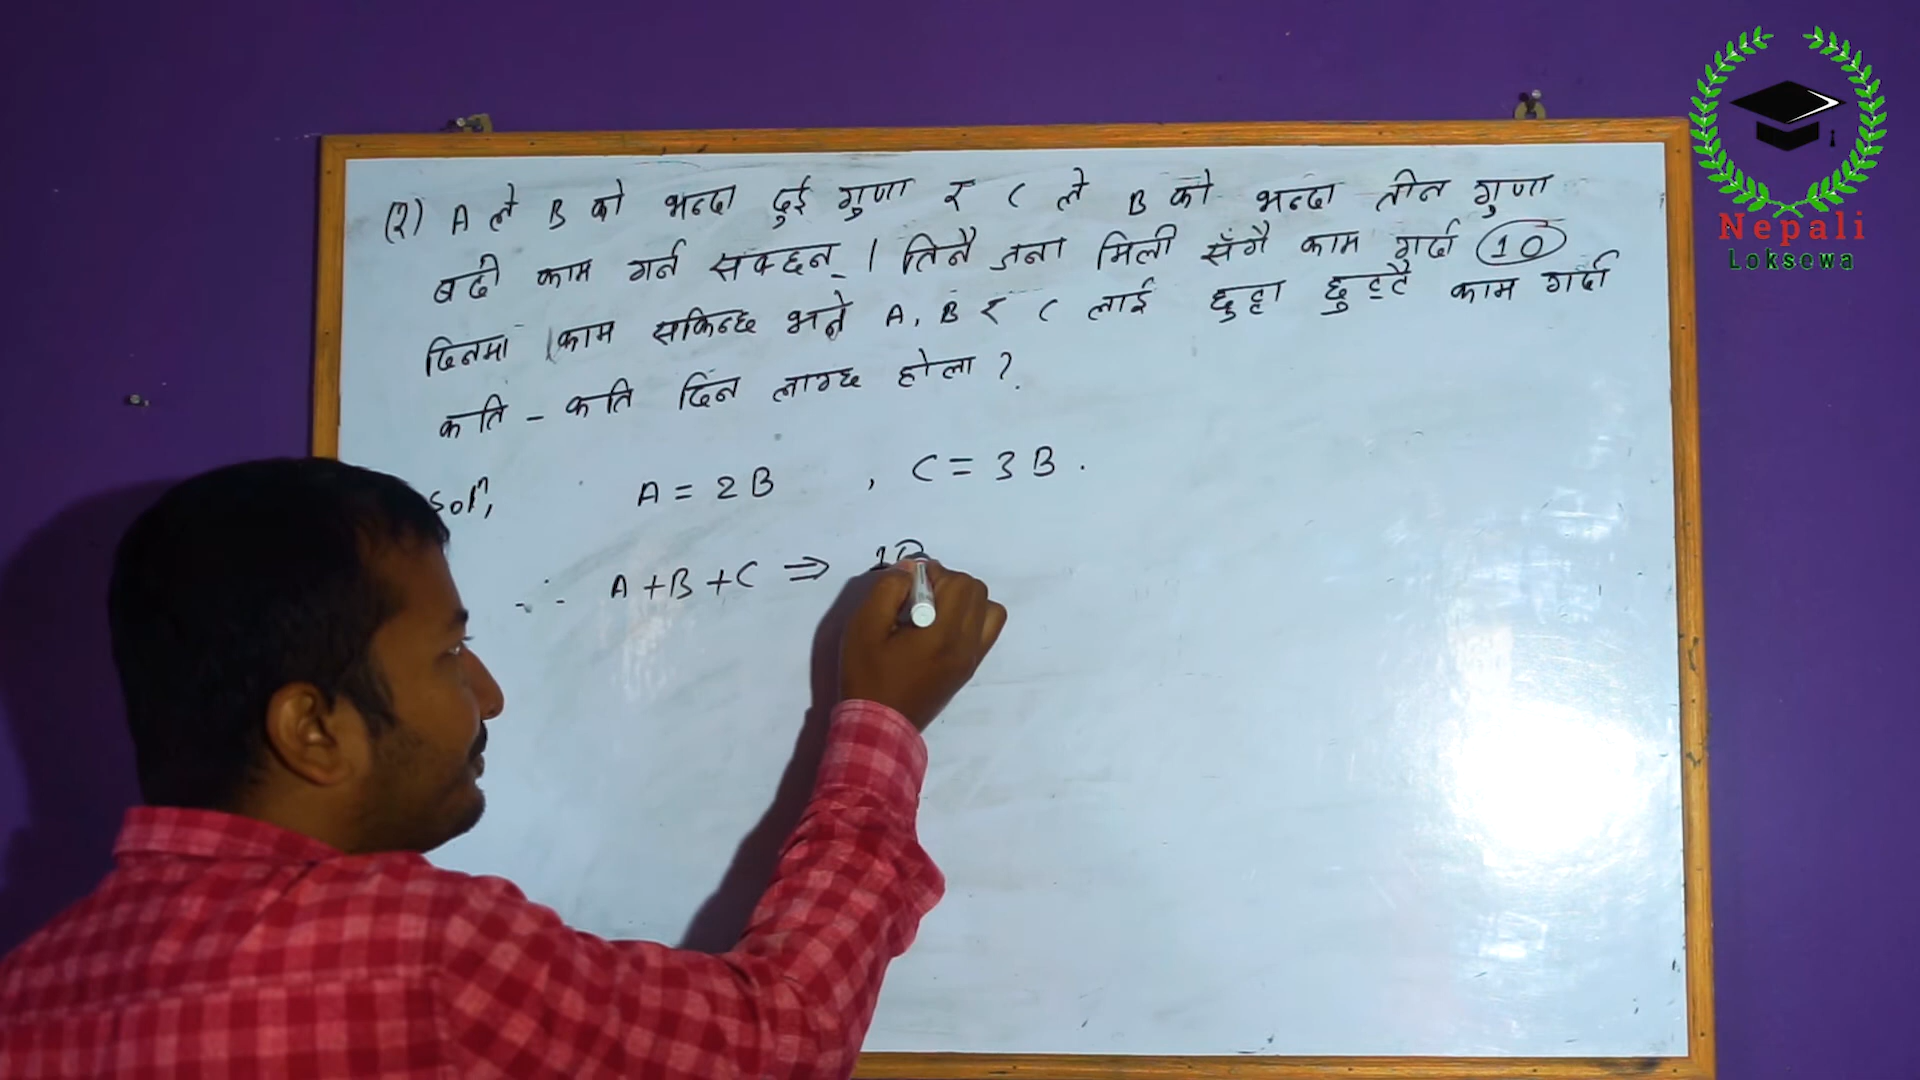 (२) A ले B को भन्दा दुई गुणा र C ले B को भन्दा तीन गुणा
बढी काम गर्न सक्छन् । तिनै जना मिली सँगै काम गर्दा 10
दिनमा काम सकिन्छ भने A, B र C लाई छुट्टा छुट्टै काम गर्दा
कति - कति दिन लाग्छ होला ?
Solⁿ, A = 2B , C = 3B .
∴ A + B + C ⇒ 10
Nepali
Loksewa